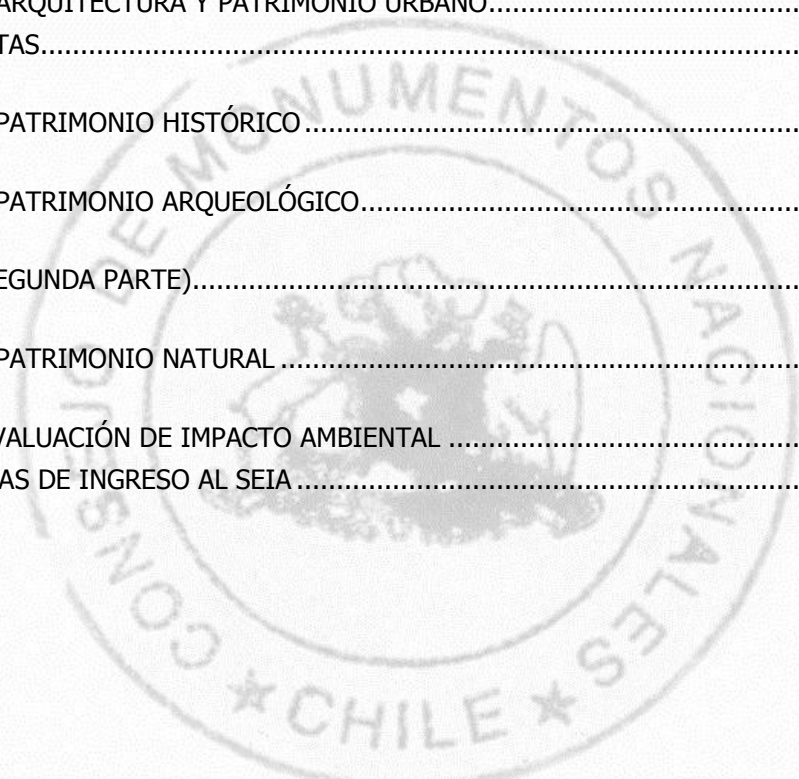 ARQUITECTURA Y PATRIMONIO URBANO................................................
TAS....................................................................................................
PATRIMONIO HISTÓRICO................................................................
PATRIMONIO ARQUEOLÓGICO.........................................................
EGUNDA PARTE)..............................................................................
PATRIMONIO NATURAL...................................................................
VALUACIÓN DE IMPACTO AMBIENTAL.............................................
AS DE INGRESO AL SEIA.................................................................
CONSEJO DE MONUMENTOS NACIONALES
★ CHILE ★